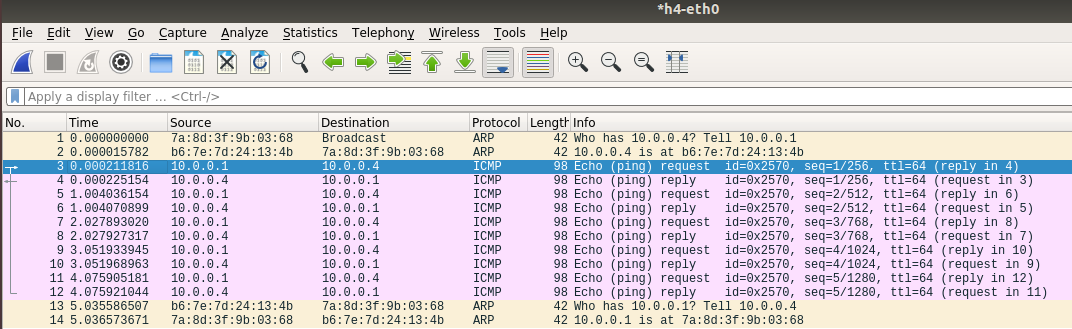 *h4-eth0
File Edit View Go Capture Analyze Statistics Telephony Wireless Tools Help
Apply a display filter … <Ctrl-/>
No. Time Source Destination Protocol Length Info
1 0.000000000 7a:8d:3f:9b:03:68 Broadcast ARP 42 Who has 10.0.0.4? Tell 10.0.0.1
2 0.000015782 b6:7e:7d:24:13:4b 7a:8d:3f:9b:03:68 ARP 42 10.0.0.4 is at b6:7e:7d:24:13:4b
3 0.000211816 10.0.0.1 10.0.0.4 ICMP 98 Echo (ping) request id=0x2570, seq=1/256, ttl=64 (reply in 4)
4 0.000225154 10.0.0.4 10.0.0.1 ICMP 98 Echo (ping) reply id=0x2570, seq=1/256, ttl=64 (request in 3)
5 1.004036154 10.0.0.1 10.0.0.4 ICMP 98 Echo (ping) request id=0x2570, seq=2/512, ttl=64 (reply in 6)
6 1.004070899 10.0.0.4 10.0.0.1 ICMP 98 Echo (ping) reply id=0x2570, seq=2/512, ttl=64 (request in 5)
7 2.027893020 10.0.0.1 10.0.0.4 ICMP 98 Echo (ping) request id=0x2570, seq=3/768, ttl=64 (reply in 8)
8 2.027927317 10.0.0.4 10.0.0.1 ICMP 98 Echo (ping) reply id=0x2570, seq=3/768, ttl=64 (request in 7)
9 3.051933945 10.0.0.1 10.0.0.4 ICMP 98 Echo (ping) request id=0x2570, seq=4/1024, ttl=64 (reply in 10)
10 3.051968963 10.0.0.4 10.0.0.1 ICMP 98 Echo (ping) reply id=0x2570, seq=4/1024, ttl=64 (request in 9)
11 4.075905181 10.0.0.1 10.0.0.4 ICMP 98 Echo (ping) request id=0x2570, seq=5/1280, ttl=64 (reply in 12)
12 4.075921044 10.0.0.4 10.0.0.1 ICMP 98 Echo (ping) reply id=0x2570, seq=5/1280, ttl=64 (request in 11)
13 5.035586507 b6:7e:7d:24:13:4b 7a:8d:3f:9b:03:68 ARP 42 Who has 10.0.0.1? Tell 10.0.0.4
14 5.036573671 7a:8d:3f:9b:03:68 b6:7e:7d:24:13:4b ARP 42 10.0.0.1 is at 7a:8d:3f:9b:03:68